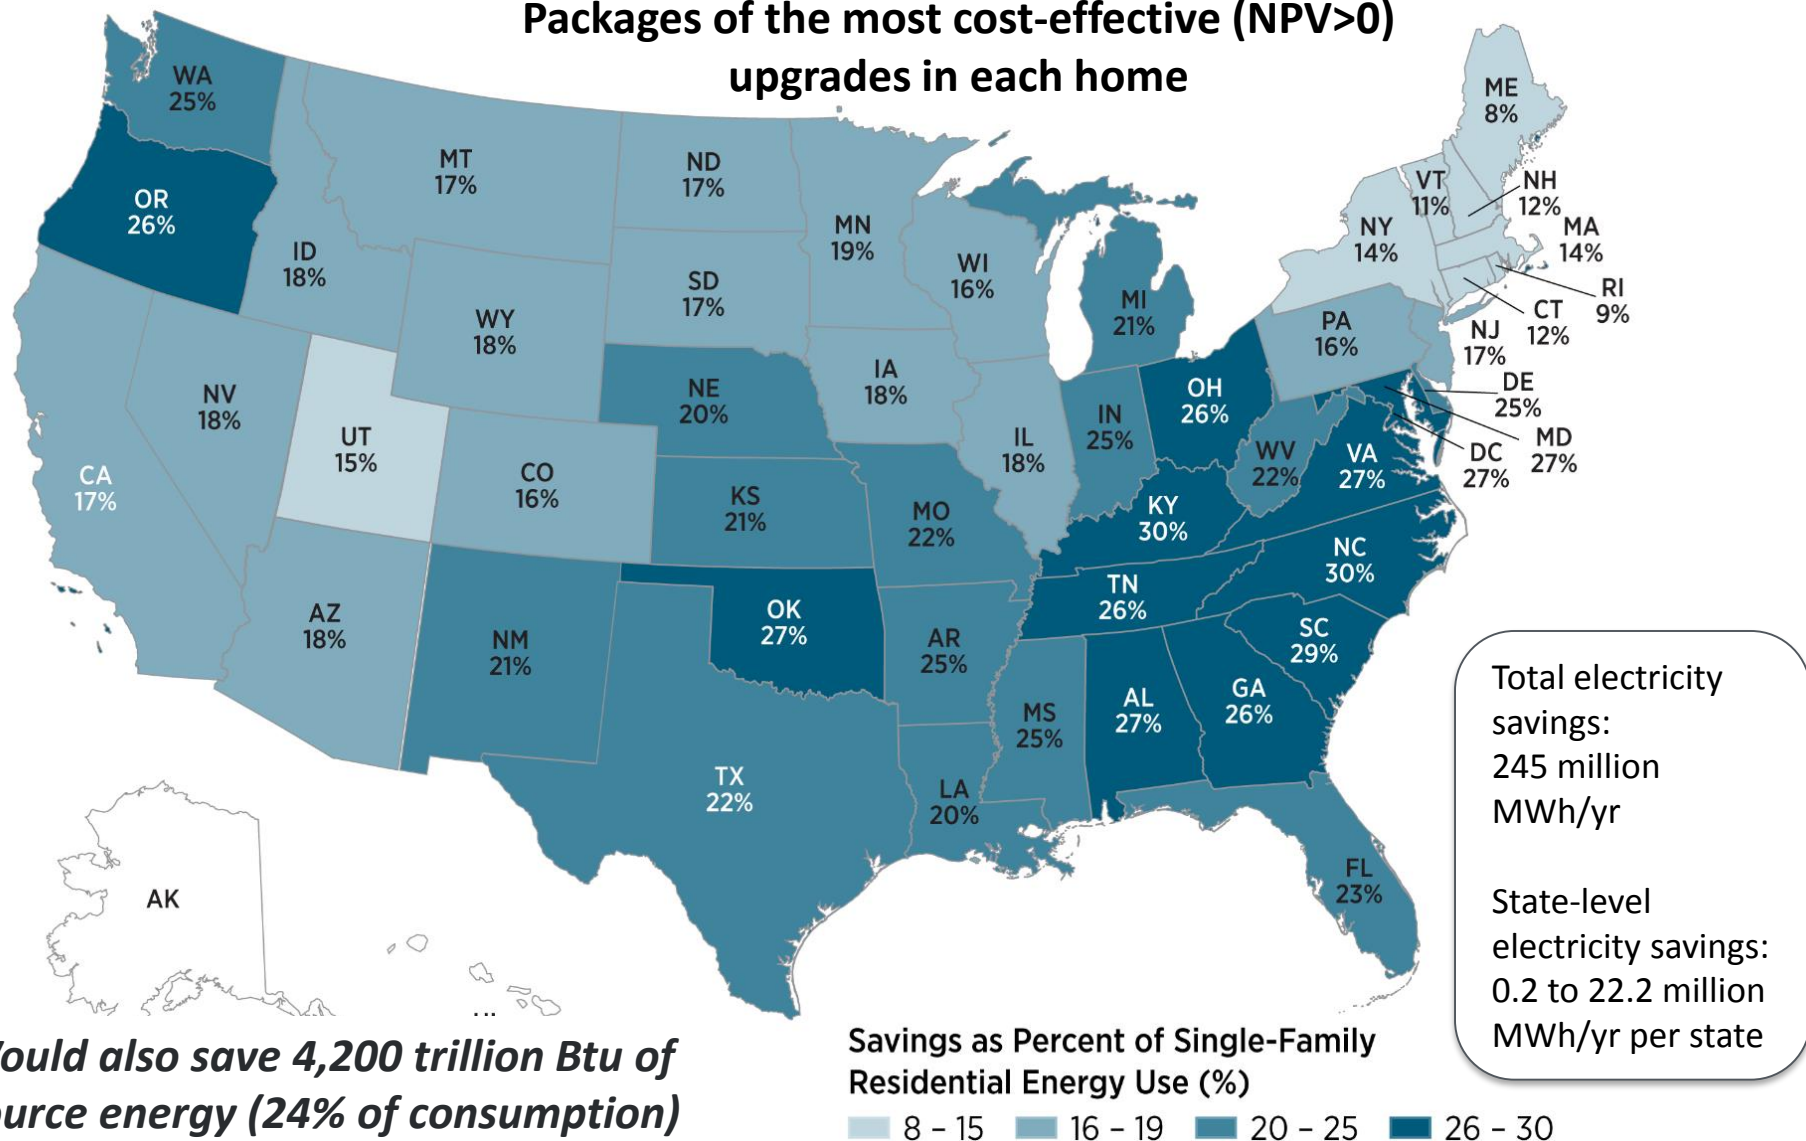 Packages of the most cost-effective (NPV>0)
upgrades in each home
WA
25%
OR
26%
MT
17%
ID
18%
ND
17%
MN
19%
WI
16%
SD
17%
WY
18%
MI
21%
ME
8%
VT
11%
NH
12%
NY
14%
MA
14%
RI
9%
CT
12%
NJ
17%
PA
16%
DE
25%
MD
27%
DC
27%
NV
18%
UT
15%
CA
17%
CO
16%
NE
20%
IA
18%
IL
18%
IN
25%
OH
26%
WV
22%
VA
27%
KS
21%
MO
22%
KY
30%
NC
30%
TN
26%
SC
29%
AZ
18%
NM
21%
OK
27%
AR
25%
MS
25%
AL
27%
GA
26%
TX
22%
LA
20%
FL
23%
AK
Total electricity
savings:
245 million
MWh/yr
State-level
electricity savings:
0.2 to 22.2 million
MWh/yr per state
ould also save 4,200 trillion Btu of
urce energy (24% of consumption)
Savings as Percent of Single-Family
Residential Energy Use (%)
8 – 15
16 – 19
20 – 25
26 – 30